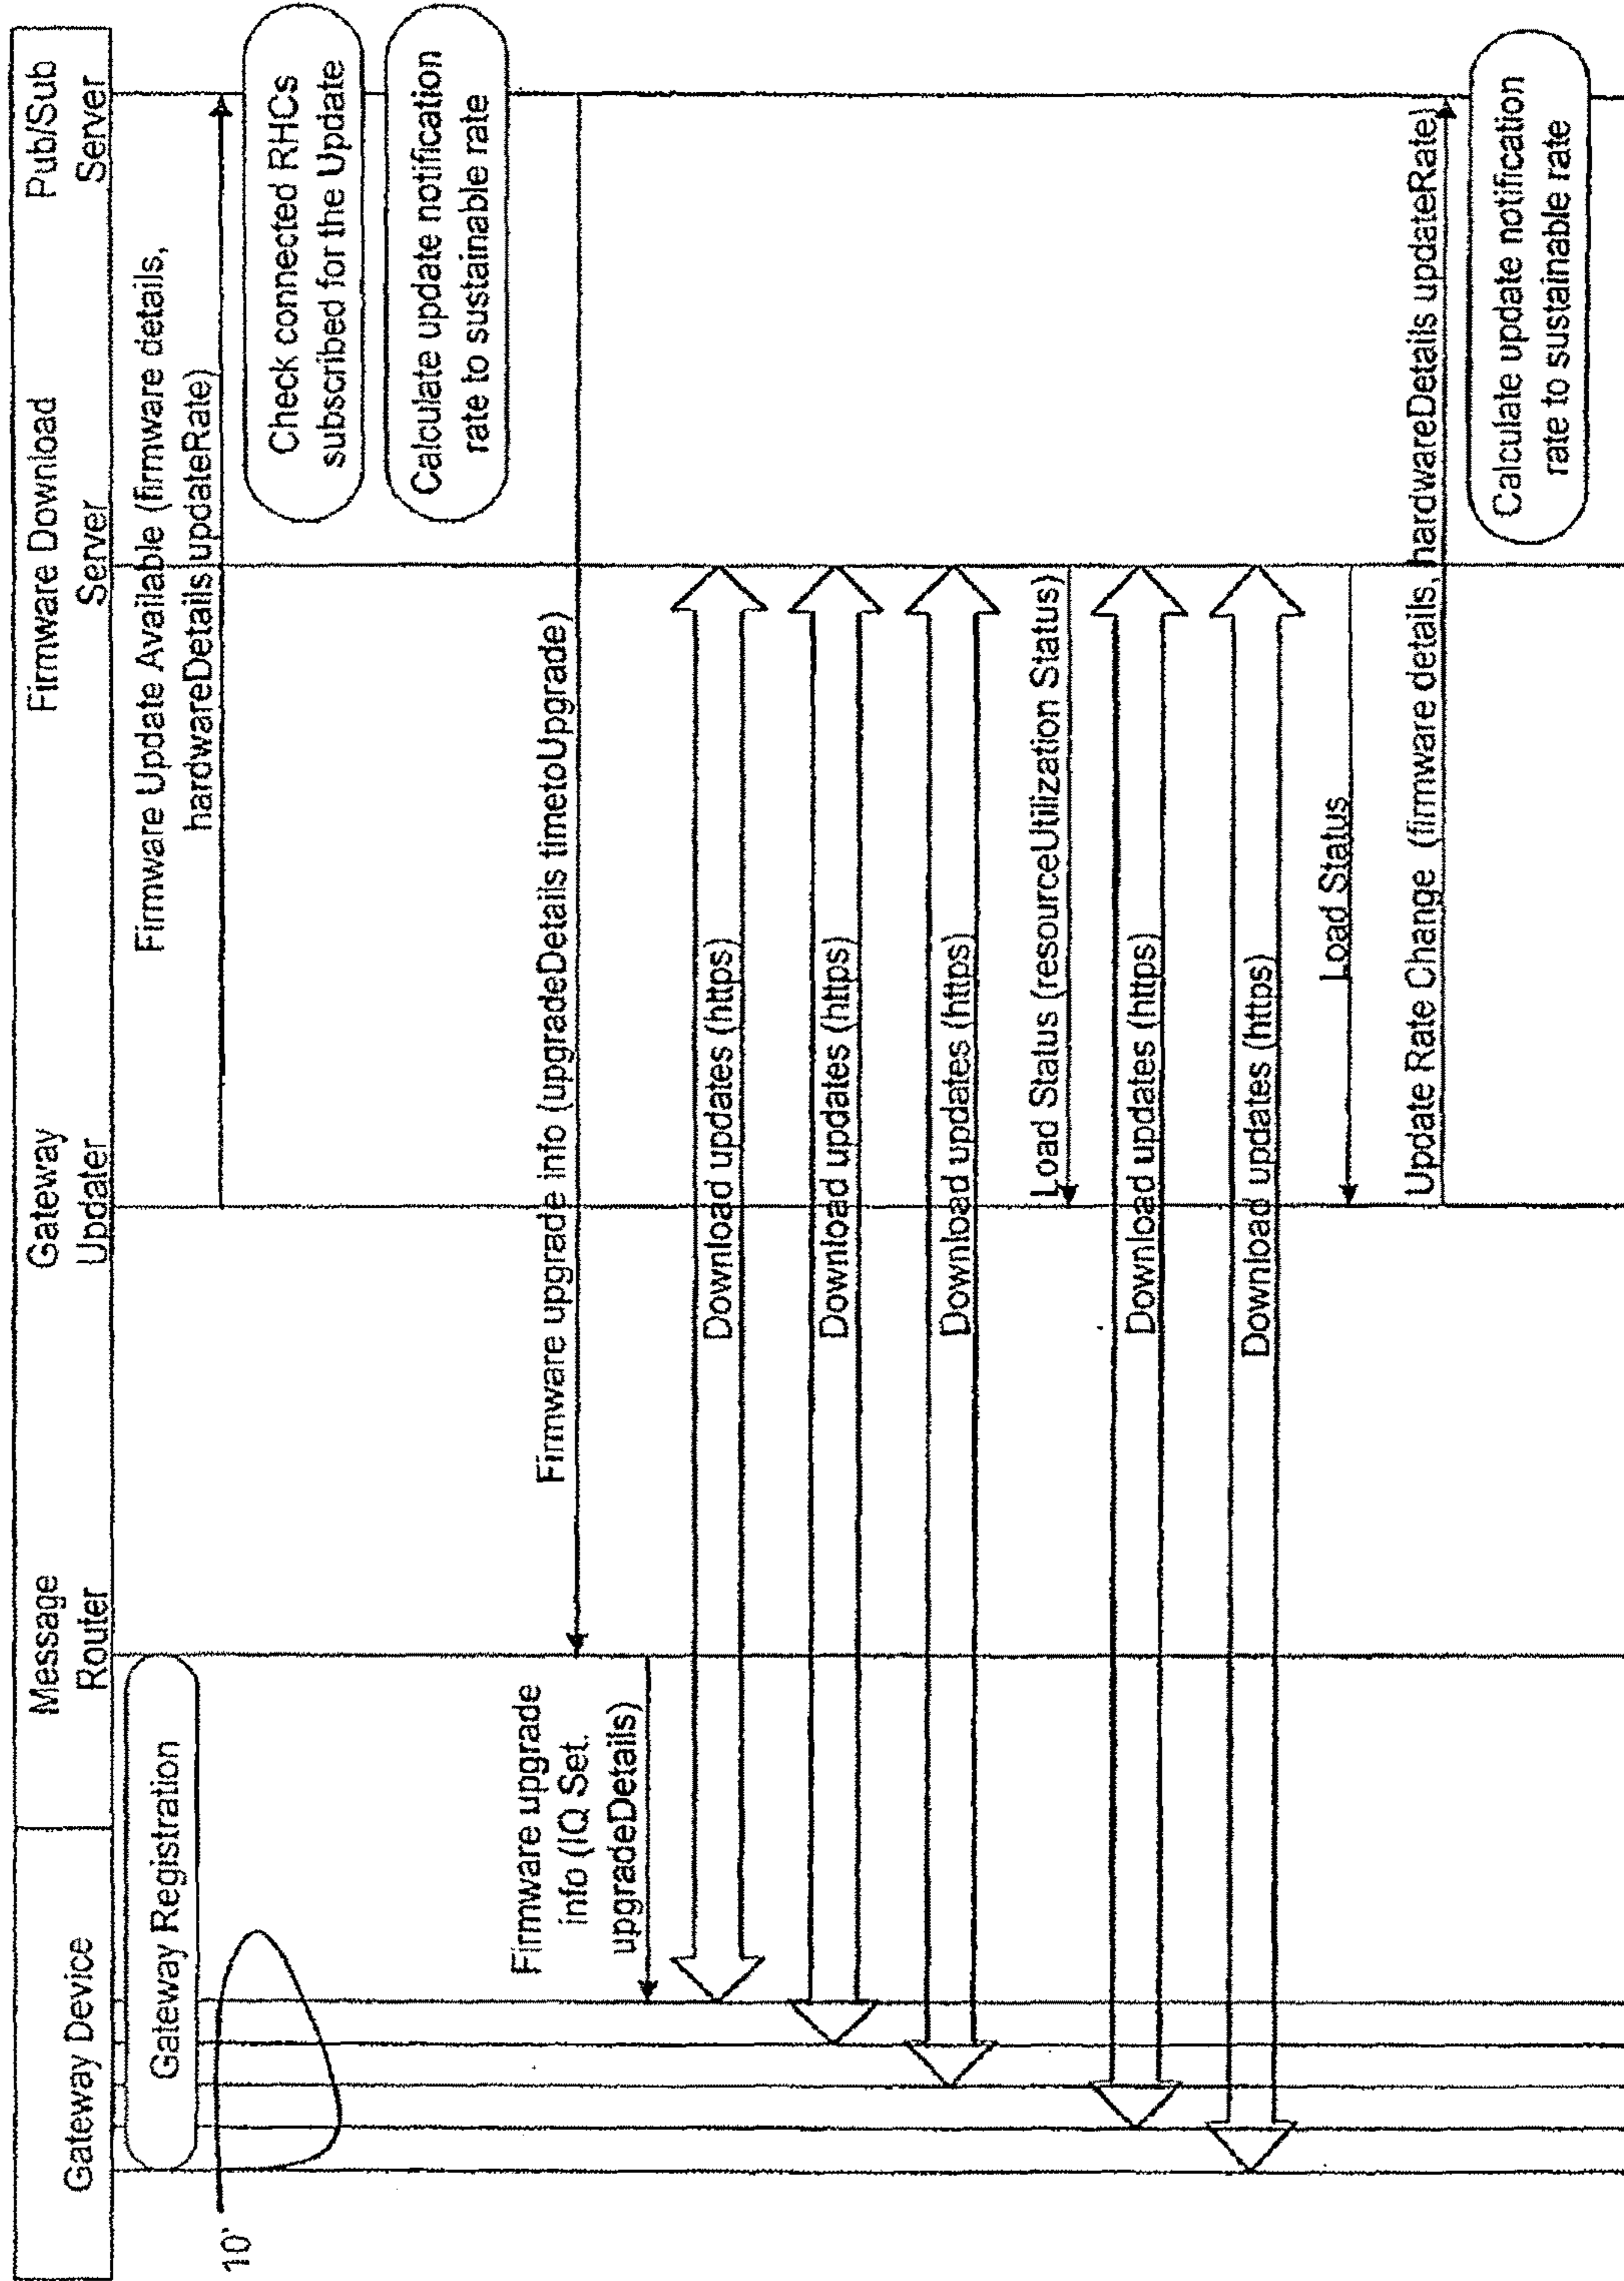 Gateway Device
Message
Router
Gateway
Updater
Firmware Download
Server
Pub/Sub
Server
Gateway Registration
10'
Firmware Update Available (firmware details,
hardwareDetails updateRate)
Check connected RHCs
subscribed for the Update
Calculate update notification
rate to sustainable rate
Firmware upgrade info (upgradeDetails timetoUpgrade)
Firmware upgrade
info (IQ Set.
upgradeDetails)
Download updates (https)
Download updates (https)
Download updates (https)
Load Status (resourceUtilization Status)
Download updates (https)
Download updates (https)
Load Status
Update Rate Change (firmware details, hardwareDetails updateRate)
Calculate update notification
rate to sustainable rate